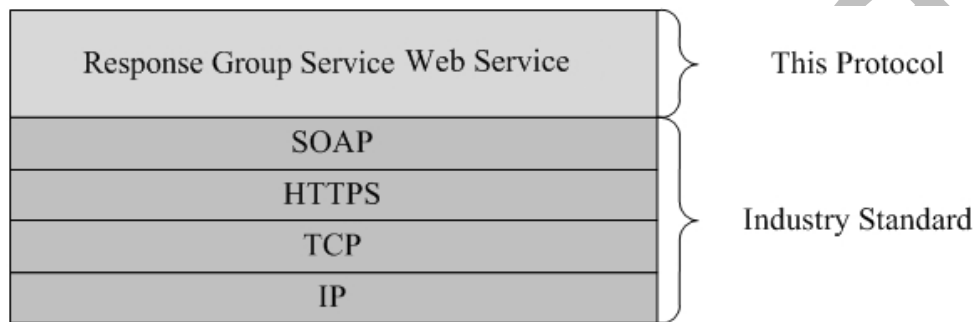 Response Group Service Web Service
This Protocol
SOAP
HTTPS
TCP
IP
Industry Standard